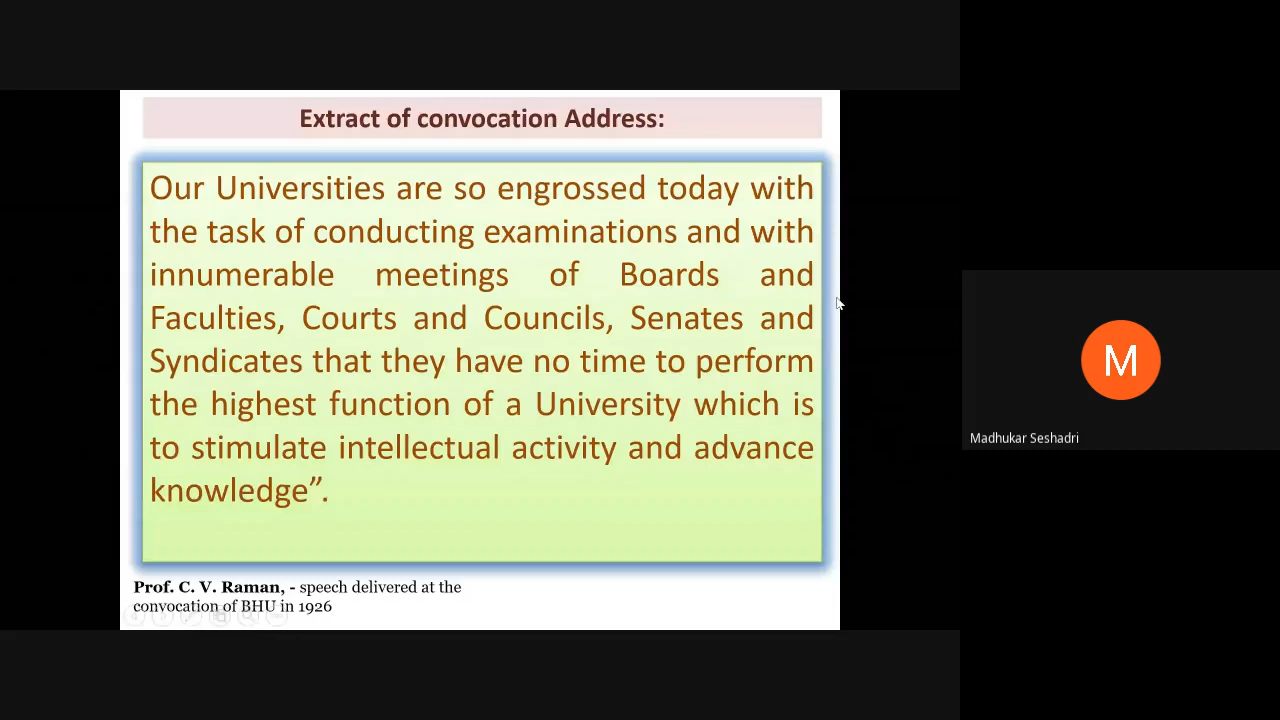 Extract of convocation Address:
Our Universities are so engrossed today with
the task of conducting examinations and with
innumerable meetings of Boards and
Faculties, Courts and Councils, Senates and
Syndicates that they have no time to perform
the highest function of a University which is
to stimulate intellectual activity and advance
knowledge”.
Prof. C. V. Raman, - speech delivered at the
convocation of BHU in 1926
M
Madhukar Seshadri